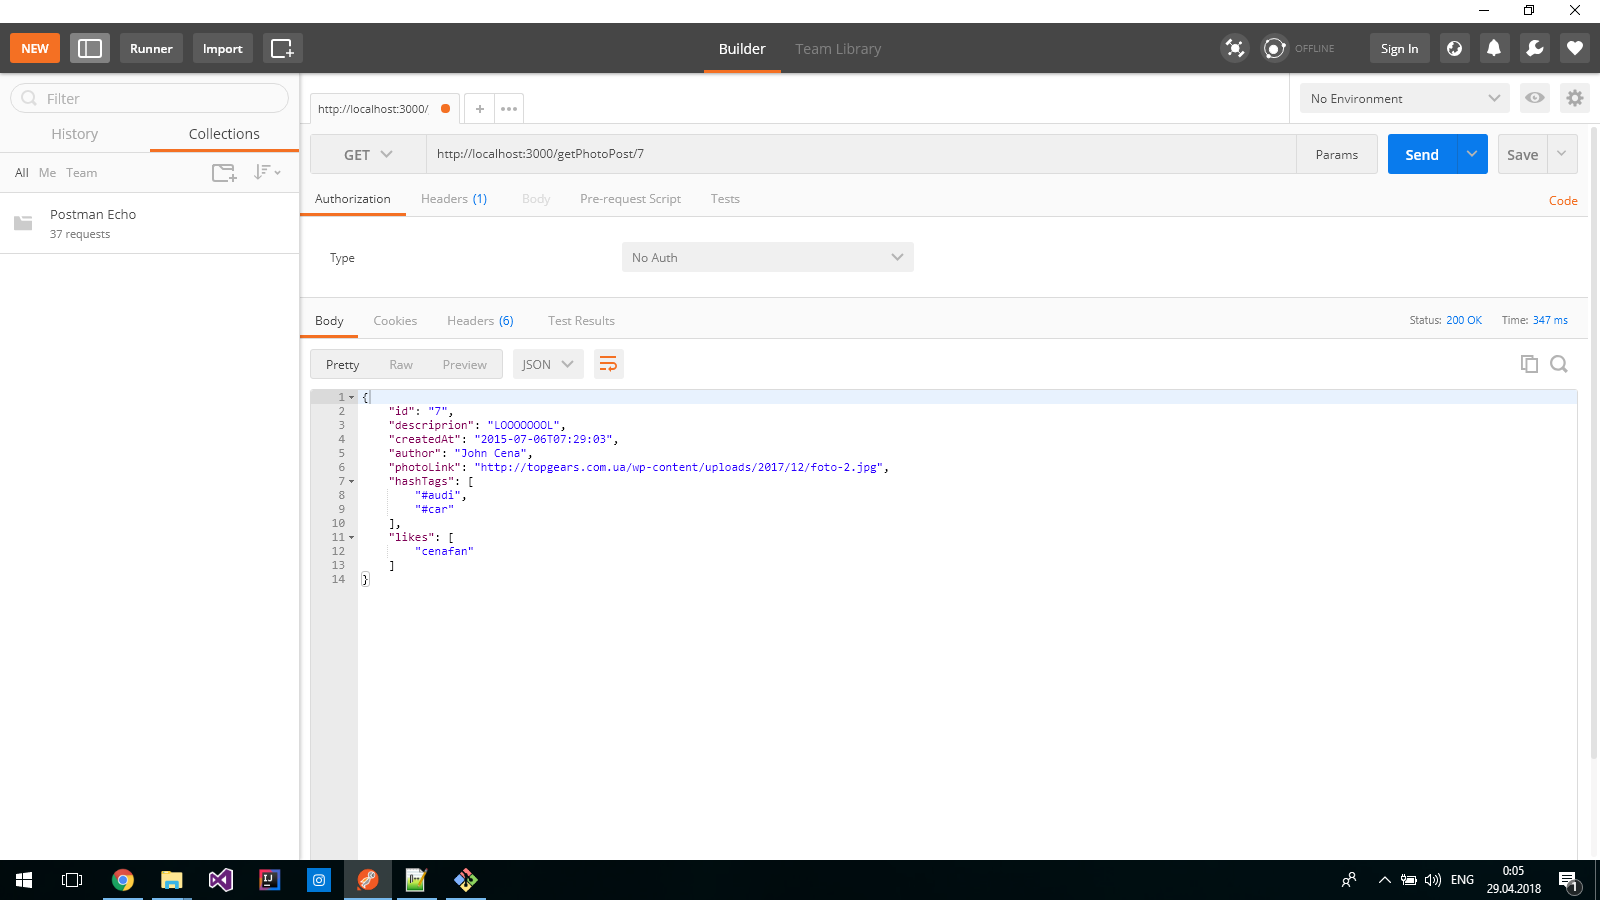 NEW Runner Import Builder Team Library OFFLINE Sign In
Filter
History Collections
All Me Team
Postman Echo
37 requests
http://localhost:3000/ + ••• No Environment
GET http://localhost:3000/getPhotoPost/7 Params Send Save
Authorization Headers (1) Body Pre-request Script Tests Code
Type No Auth
Body Cookies Headers (6) Test Results Status: 200 OK Time: 347 ms
Pretty Raw Preview JSON
1 {
2 "id": "7",
3 "descriprion": "LOOOOOOOL",
4 "createdAt": "2015-07-06T07:29:03",
5 "author": "John Cena",
6 "photoLink": "http://topgears.com.ua/wp-content/uploads/2017/12/foto-2.jpg",
7 "hashTags": [
8 "#audi",
9 "#car"
10 ],
11 "likes": [
12 "cenafan"
13 ]
14 }
IJ
ENG
0:05
29.04.2018
1